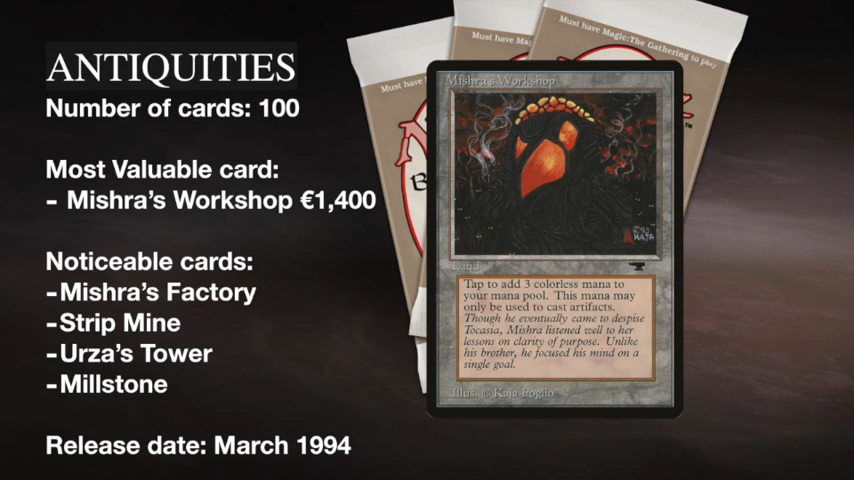 ANTIQUITIES
Number of cards: 100
Most Valuable card:
- Mishra's Workshop €1,400
Noticeable cards:
-Mishra's Factory
-Strip Mine
-Urza's Tower
-Millstone
Release date: March 1994
Must have
Must have Ma
Must have Magic:The Gathering to play
Mishra's Workshop
Land
Tap to add 3 colorless mana to
your mana pool. This mana may
only be used to cast artifacts.
Though he eventually came to despise
Tocasia, Mishra listened well to her
lessons on clarity of purpose. Unlike
his brother, he focused his mind on a
single goal.
Illus. © Kaja Foglio